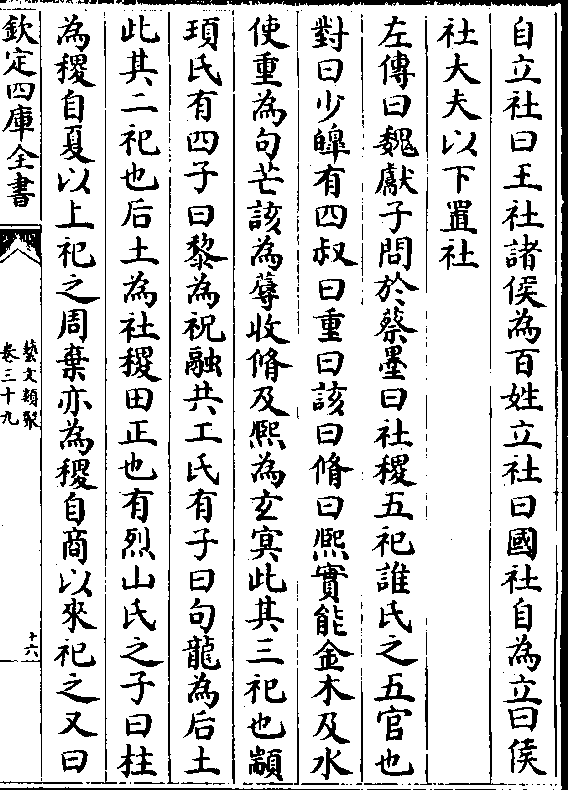 自立社曰王社諸侯為百姓立社曰國社自為立曰侯
社大夫以下置社
左傳曰魏獻子問於蔡墨曰社稷五祀誰氏之五官也
對曰少皥有四叔曰重曰該曰脩曰熈實能金木及水
使重為句芒該為蓐收脩及熈為玄冥此其三祀也顓
頊氏有四子曰黎為祝融共工氏有子曰句龍為后土
此其二祀也后土為社稷田正也有烈山氏之子曰柱
為稷自夏以上祀之周棄亦為稷自商以來祀之又曰
欽定四庫全書
藝文類聚
卷三十九
十六